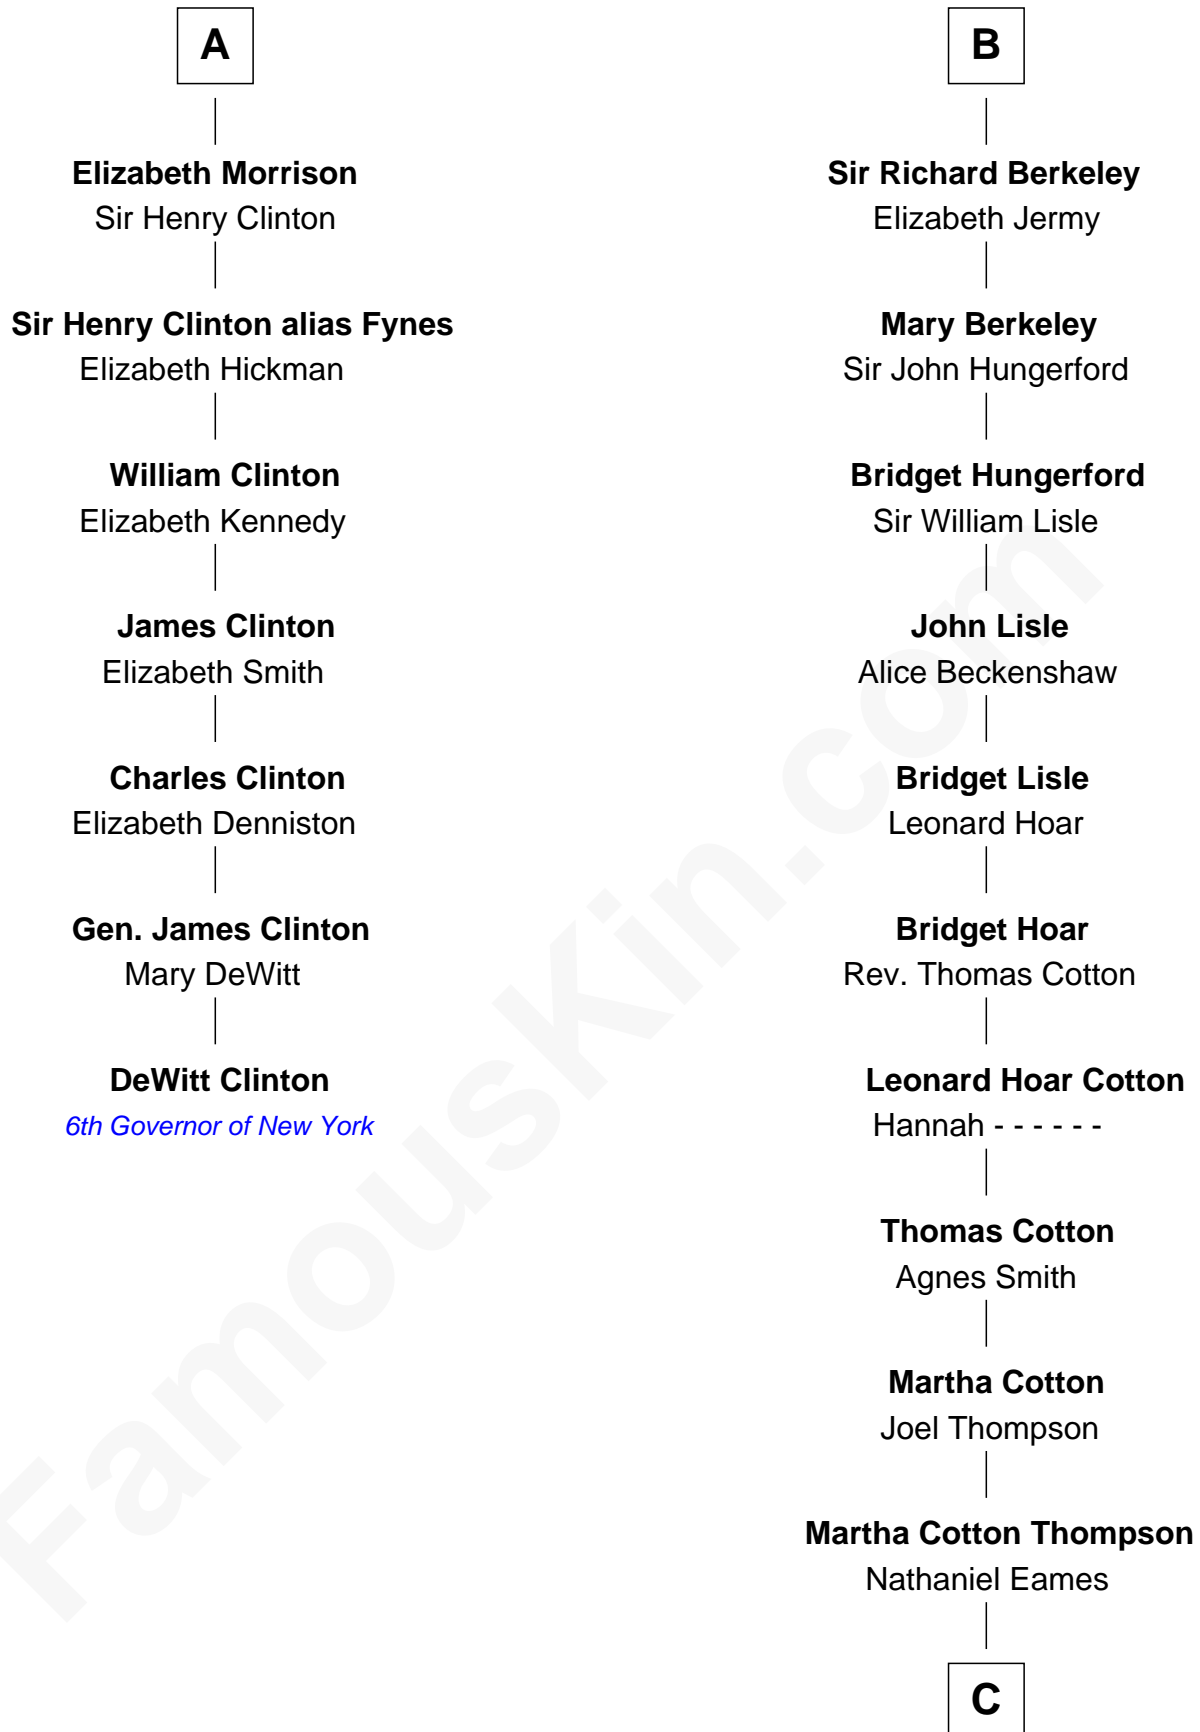 A
Elizabeth Morrison
Sir Henry Clinton
Sir Henry Clinton alias Fynes
Elizabeth Hickman
William Clinton
Elizabeth Kennedy
James Clinton
Elizabeth Smith
Charles Clinton
Elizabeth Denniston
Gen. James Clinton
Mary DeWitt
DeWitt Clinton
6th Governor of New York
B
Sir Richard Berkeley
Elizabeth Jermy
Mary Berkeley
Sir John Hungerford
Bridget Hungerford
Sir William Lisle
John Lisle
Alice Beckenshaw
Bridget Lisle
Leonard Hoar
Bridget Hoar
Rev. Thomas Cotton
Leonard Hoar Cotton
Hannah - - - - - -
Thomas Cotton
Agnes Smith
Martha Cotton
Joel Thompson
Martha Cotton Thompson
Nathaniel Eames
C
FamousKin.com